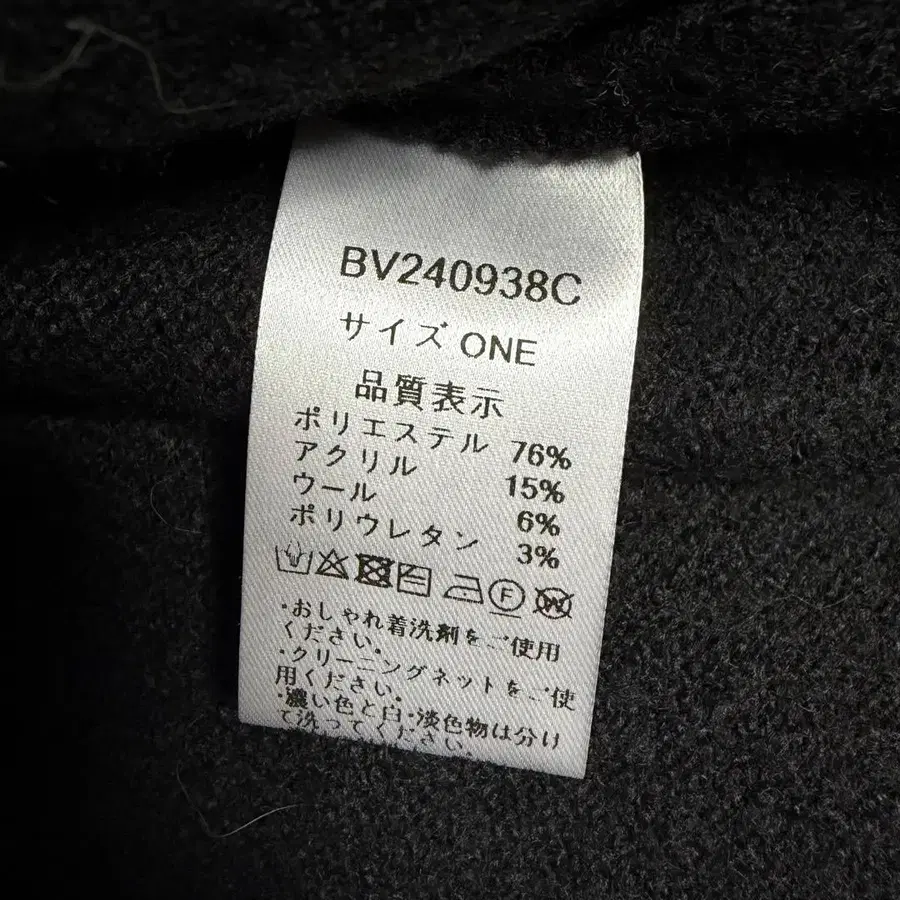 BV240938C
サイズ ONE
品質表示
ポリエステル 76%
アクリル 15%
ウール 6%
ポリウレタン 3%
F W
・おしゃれ着洗剤をご使用
ください。
・クリーニングネットをご使
用ください。
・濃い色と白・淡色物は分け
て洗ってください。